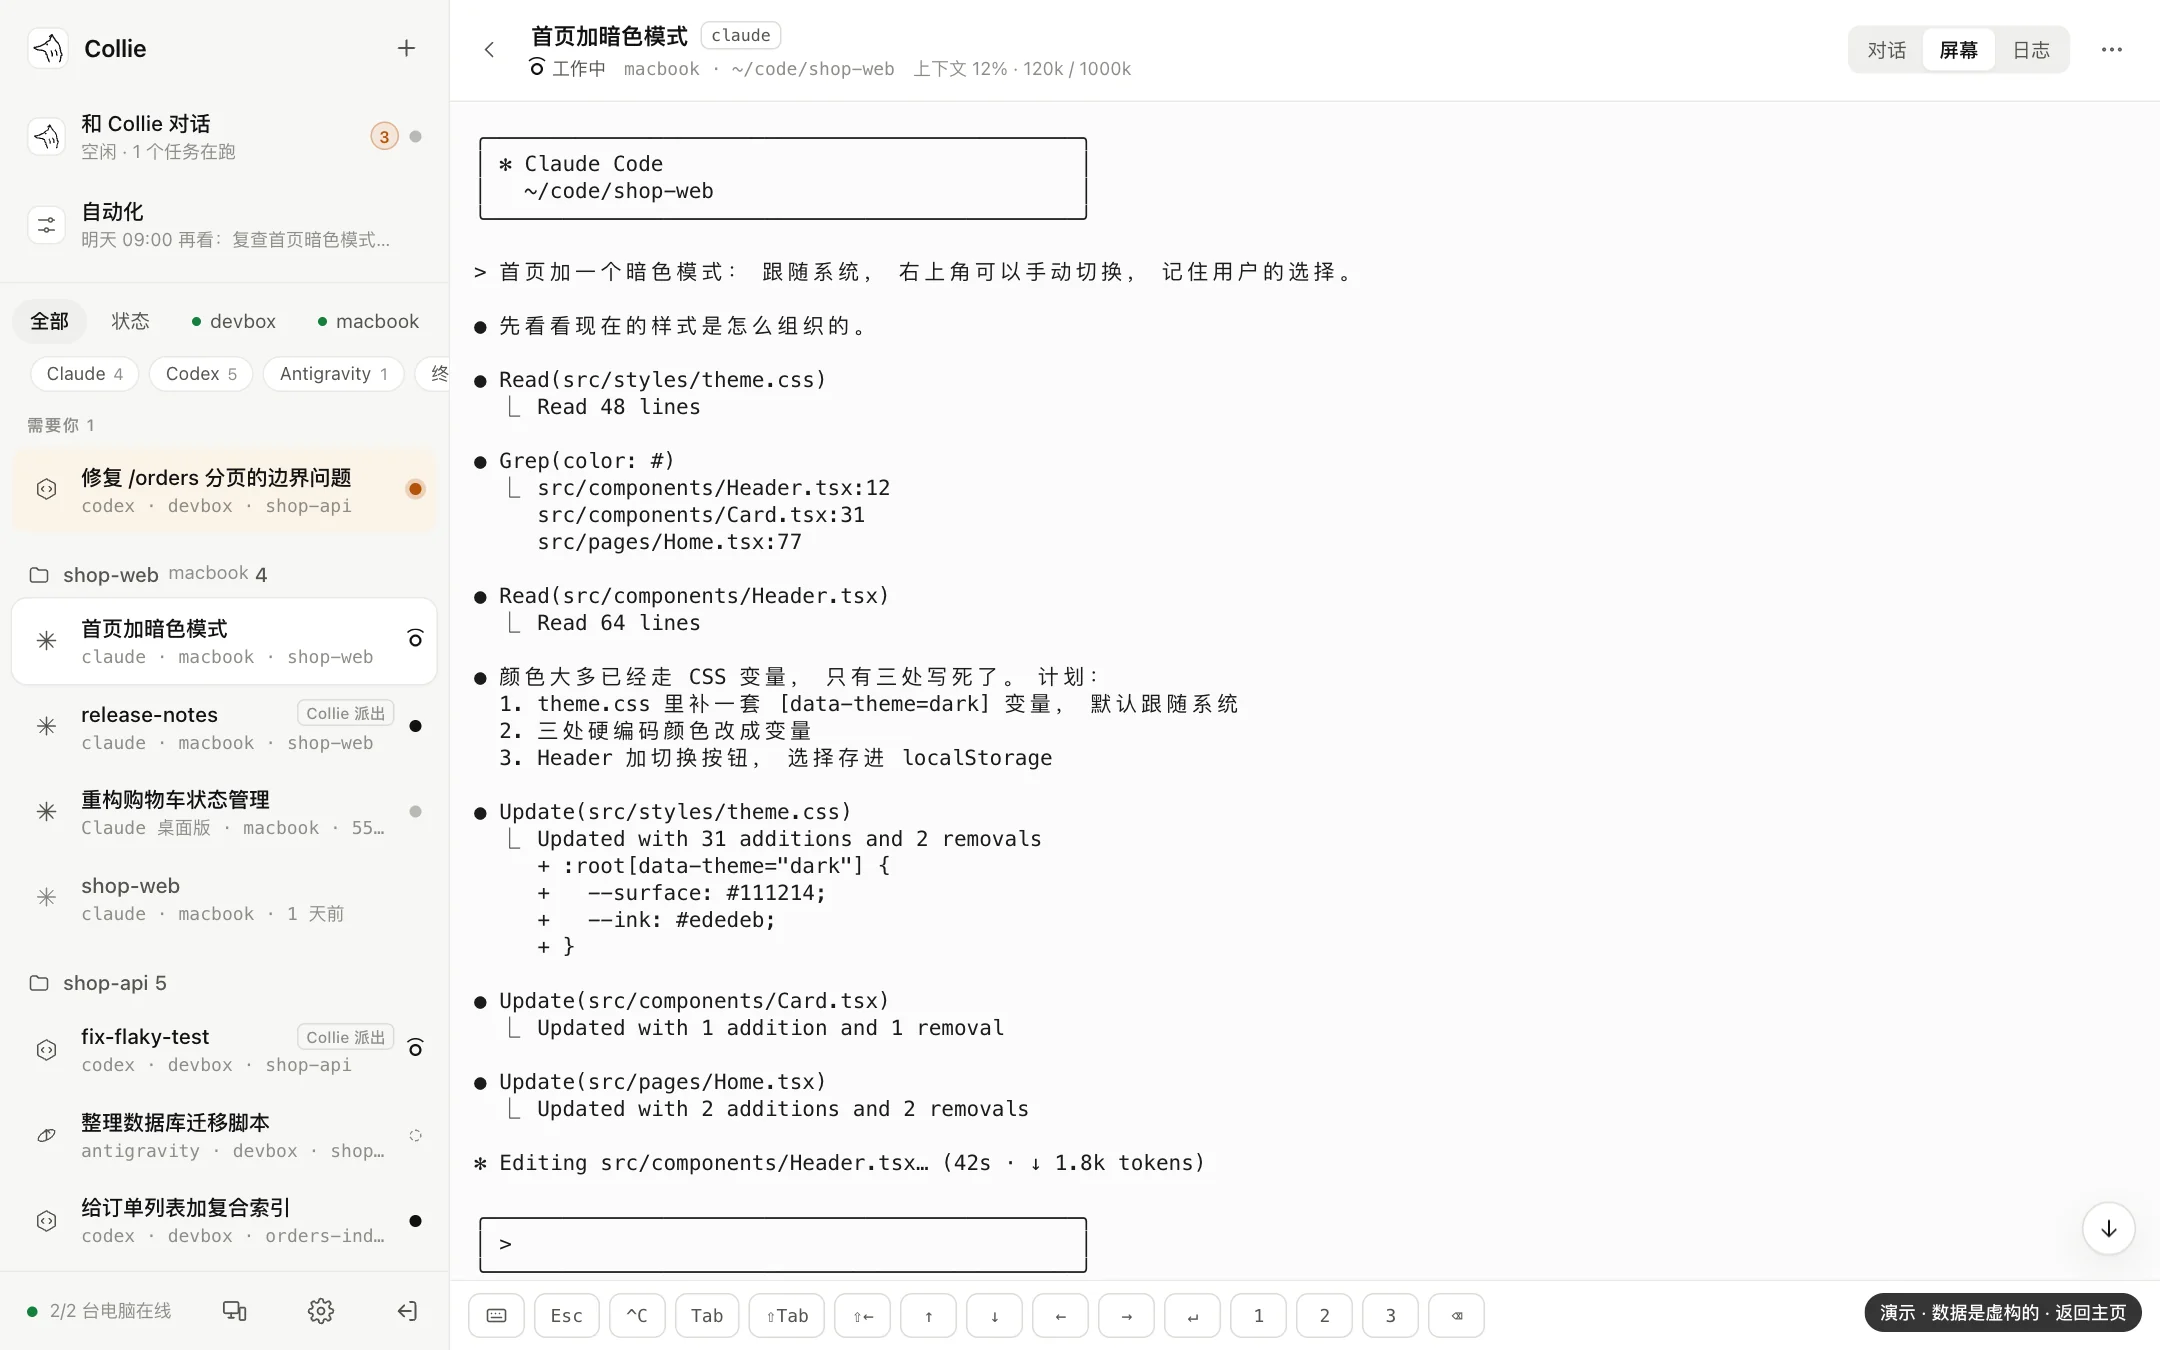 Collie
和 Collie 对话
空闲 · 1 个任务在跑
3
自动化
明天 09:00 再看：复查首页暗色模式…
全部
状态
devbox
macbook
Claude 4
Codex 5
Antigravity 1
终
需要你 1
修复 /orders 分页的边界问题
codex · devbox · shop-api
shop-web macbook 4
首页加暗色模式
claude · macbook · shop-web
release-notes
Collie 派出
claude · macbook · shop-web
重构购物车状态管理
Claude 桌面版 · macbook · 55…
shop-web
claude · macbook · 1 天前
shop-api 5
fix-flaky-test
Collie 派出
codex · devbox · shop-api
整理数据库迁移脚本
antigravity · devbox · shop…
给订单列表加复合索引
codex · devbox · orders-ind…
2/2 台电脑在线
首页加暗色模式
claude
工作中 macbook · ~/code/shop-web 上下文 12% · 120k / 1000k
对话
屏幕
日志
✻ Claude Code
~/code/shop-web
> 首页加一个暗色模式：跟随系统，右上角可以手动切换，记住用户的选择。
● 先看看现在的样式是怎么组织的。
● Read(src/styles/theme.css)
⎿ Read 48 lines
● Grep(color: #)
⎿ src/components/Header.tsx:12
src/components/Card.tsx:31
src/pages/Home.tsx:77
● Read(src/components/Header.tsx)
⎿ Read 64 lines
● 颜色大多已经走 CSS 变量，只有三处写死了。计划：
1. theme.css 里补一套 [data-theme=dark] 变量，默认跟随系统
2. 三处硬编码颜色改成变量
3. Header 加切换按钮，选择存进 localStorage
● Update(src/styles/theme.css)
⎿ Updated with 31 additions and 2 removals
+ :root[data-theme="dark"] {
+   --surface: #111214;
+   --ink: #ededeb;
+ }
● Update(src/components/Card.tsx)
⎿ Updated with 1 addition and 1 removal
● Update(src/pages/Home.tsx)
⎿ Updated with 2 additions and 2 removals
✻ Editing src/components/Header.tsx… (42s · ↓ 1.8k tokens)
>
Esc
^C
Tab
⇧Tab
⇧←
↑
↓
←
→
↵
1
2
3
⌫
演示 · 数据是虚构的 · 返回主页